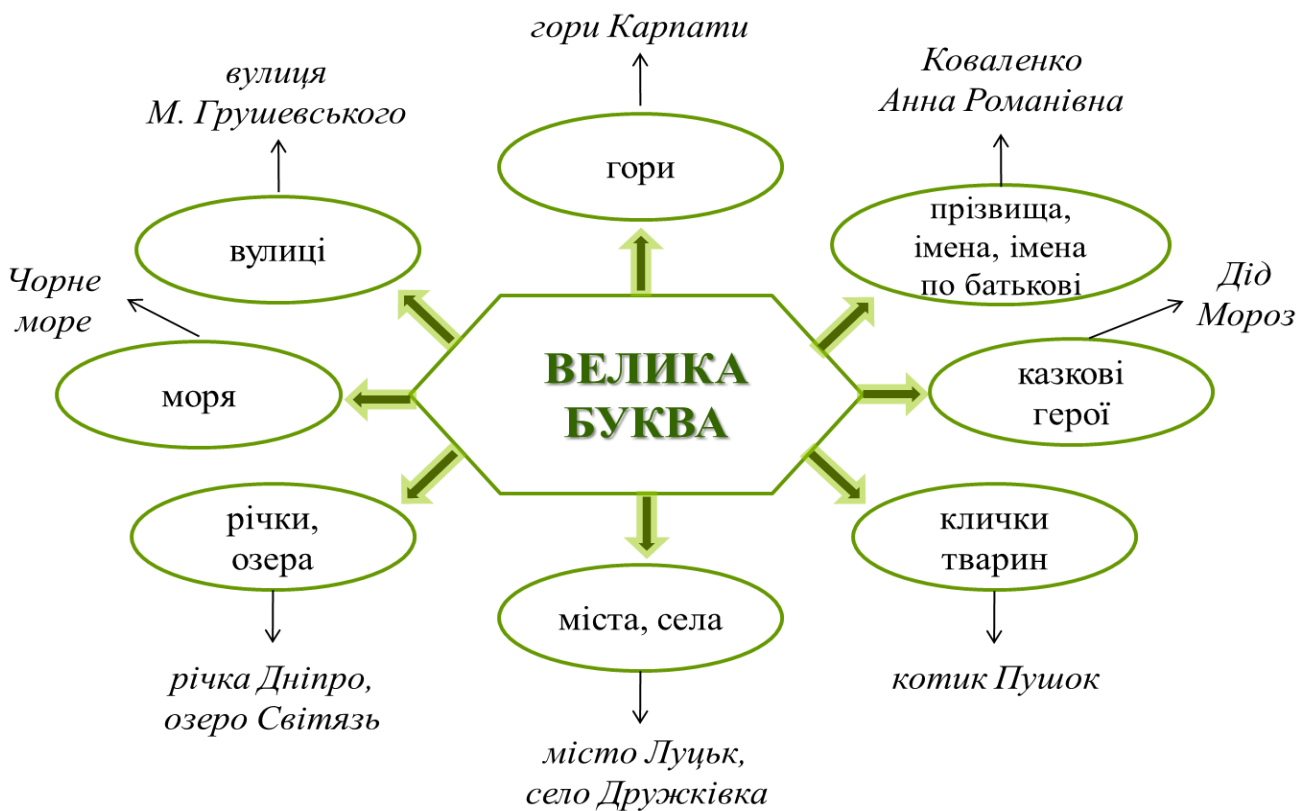 гори Карпати
вулиця
М. Грушевського
Коваленко
Анна Романівна
гори
прізвища,
імена, імена
по батькові
вулиці
Чорне
море
Дід
Мороз
ВЕЛИКА
БУКВА
моря
казкові
герої
річки,
озера
клички
тварин
міста, села
річка Дніпро,
озеро Світязь
котик Пушок
місто Луцьк,
село Дружківка